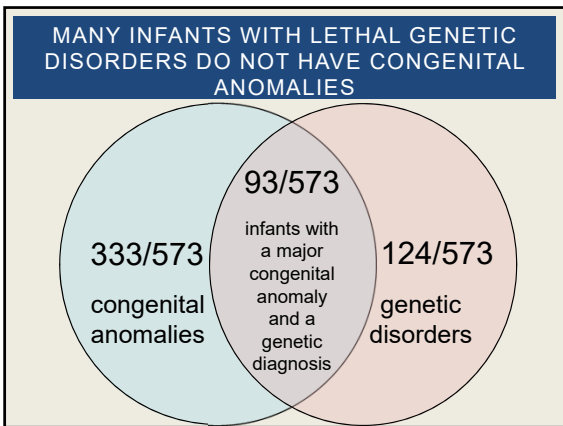 MANY INFANTS WITH LETHAL GENETIC
DISORDERS DO NOT HAVE CONGENITAL
ANOMALIES
333/573
congenital
anomalies
93/573
infants with
a major
congenital
anomaly
and a
genetic
diagnosis
124/573
genetic
disorders